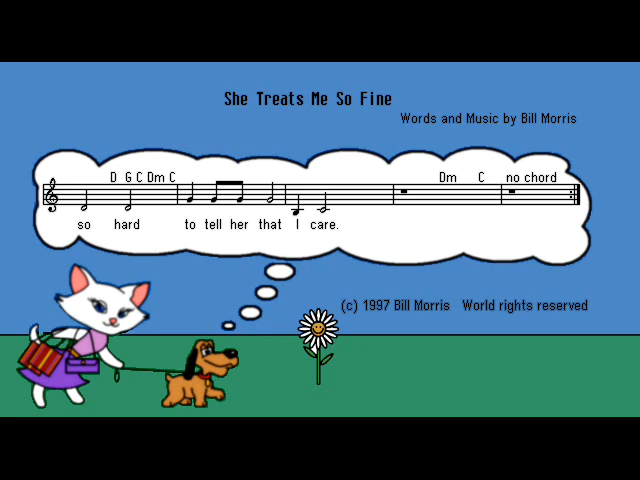 She Treats Me So Fine
Words and Music by Bill Morris
D G C Dm C Dm C no chord
so hard to tell her that I care.
(c) 1997 Bill Morris World rights reserved